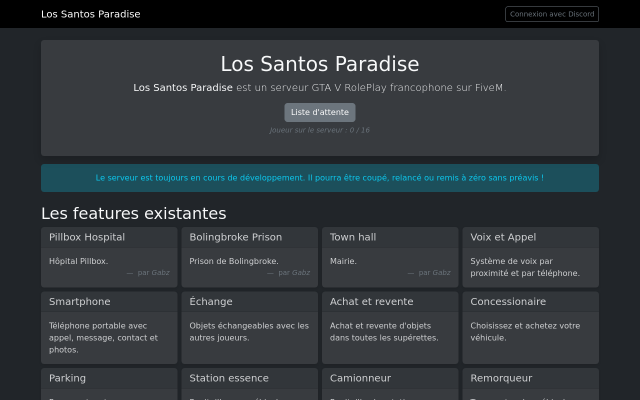 Los Santos Paradise
Connexion avec Discord
Los Santos Paradise
Los Santos Paradise est un serveur GTA V RolePlay francophone sur FiveM.
Liste d'attente
Joueur sur le serveur : 0 / 16
Le serveur est toujours en cours de développement. Il pourra être coupé, relancé ou remis à zéro sans préavis !
Les features existantes
Pillbox Hospital
Hôpital Pillbox.
— par Gabz
Bolingbroke Prison
Prison de Bolingbroke.
— par Gabz
Town hall
Mairie.
— par Gabz
Voix et Appel
Système de voix par
proximité et par téléphone.
Smartphone
Téléphone portable avec
appel, message, contact et
photos.
Échange
Objets échangeables avec les
autres joueurs.
Achat et revente
Achat et revente d'objets
dans toutes les supérettes.
Concessionaire
Choisissez et achetez votre
véhicule.
Parking
Station essence
Camionneur
Remorqueur